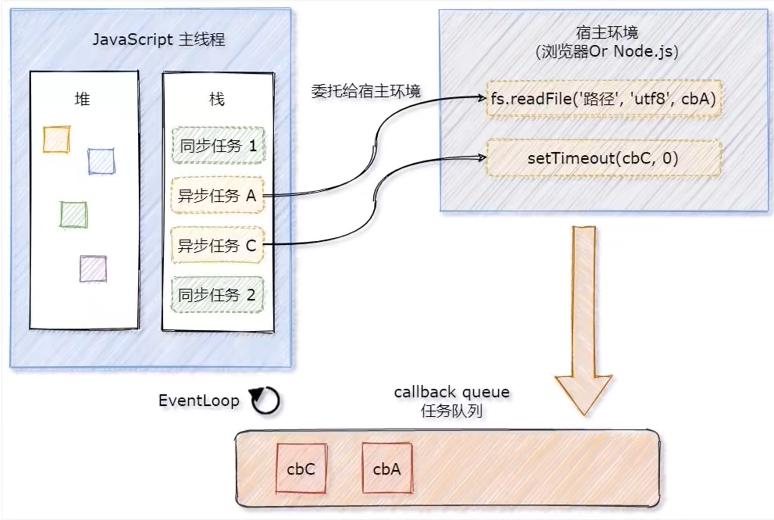 JavaScript 主线程
堆
栈
同步任务 1
异步任务 A
异步任务 C
同步任务 2
委托给宿主环境
宿主环境
(浏览器Or Node.js)
fs.readFile('路径', 'utf8', cbA)
setTimeout(cbC, 0)
EventLoop
callback queue
任务队列
cbC
cbA